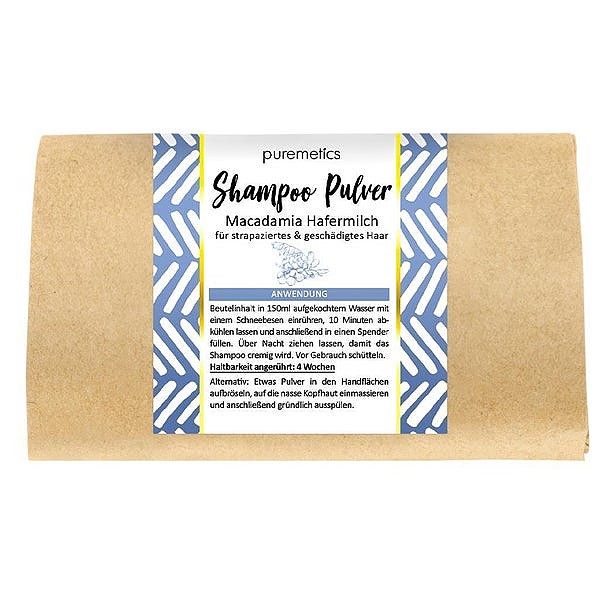 puremetics
Shampoo Pulver
Macadamia Hafermilch
für strapaziertes & geschädigtes Haar
ANWENDUNG
Beutelinhalt in 150ml aufgekochtem Wasser mit
einem Schneebesen einrühren, 10 Minuten ab-
kühlen lassen und anschließend in einen Spender
füllen. Über Nacht ziehen lassen, damit das
Shampoo cremig wird. Vor Gebrauch schütteln.
Haltbarkeit angerührt: 4 Wochen
Alternativ: Etwas Pulver in den Handflächen
aufbröseln, auf die nasse Kopfhaut einmassieren
und anschließend gründlich ausspülen.